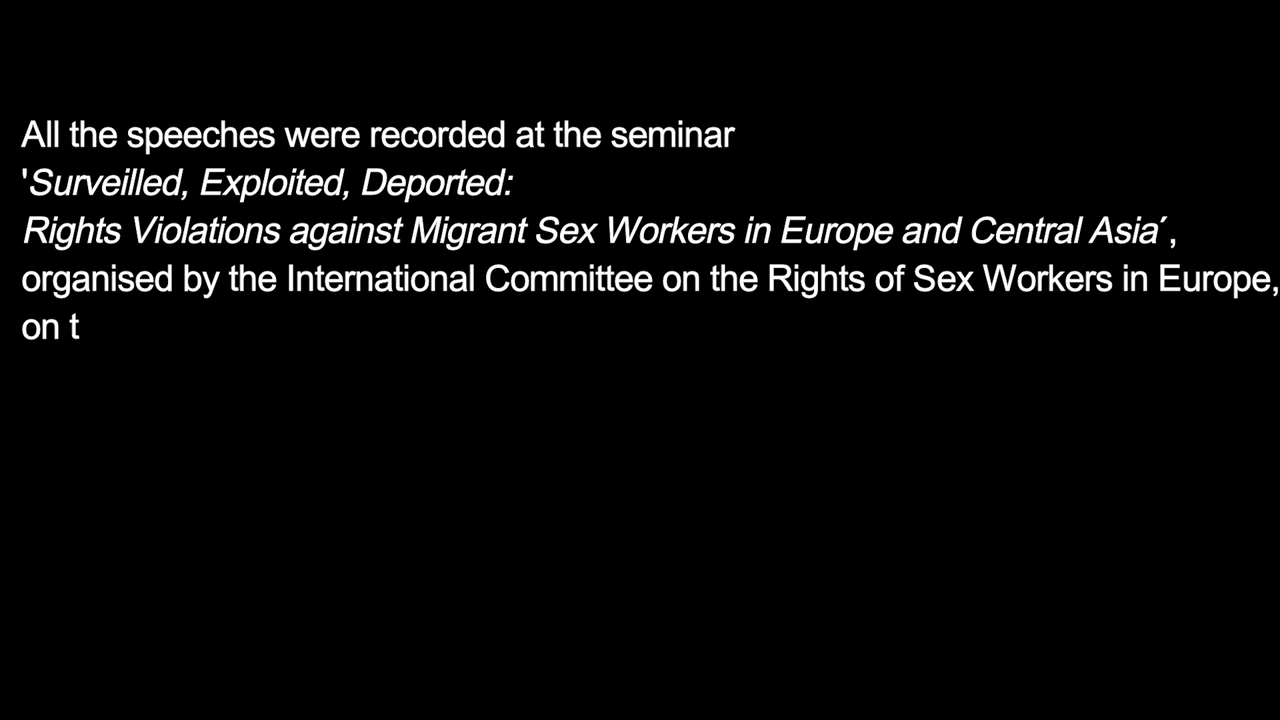 All the speeches were recorded at the seminar
'Surveilled, Exploited, Deported:
Rights Violations against Migrant Sex Workers in Europe and Central Asia´,
organised by the International Committee on the Rights of Sex Workers in Europe,
on t